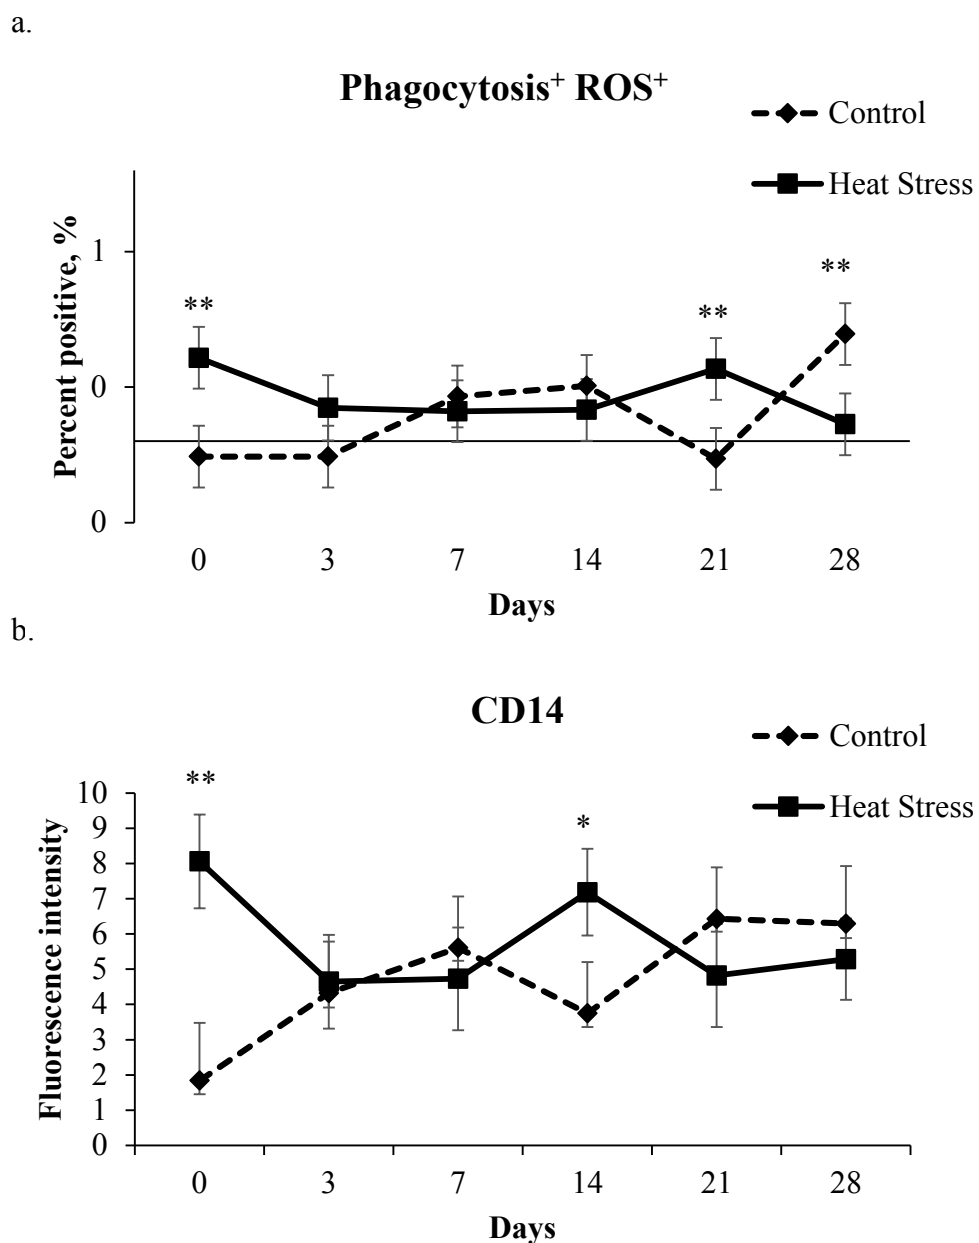 a.
Phagocytosis⁺ ROS⁺
Control
Heat Stress
Percent positive, %
1
0
0
**
**
**
0 3 7 14 21 28
Days
b.
CD14
Control
Heat Stress
Fluorescence intensity
10
9
8
7
6
5
4
3
2
1
0
**
*
0 3 7 14 21 28
Days